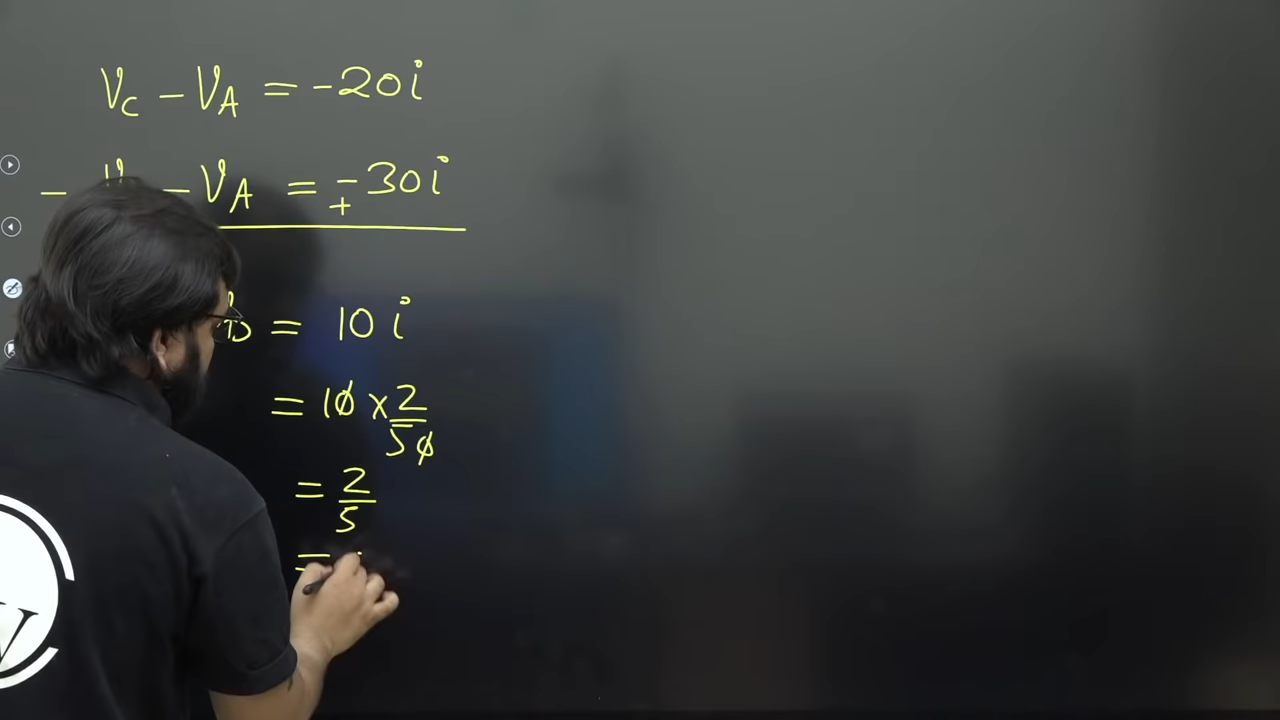 V_C - V_A = -20i
- - V_A = -30i
+
D = 10 i
= 10 × 2/50
= 2/5
=